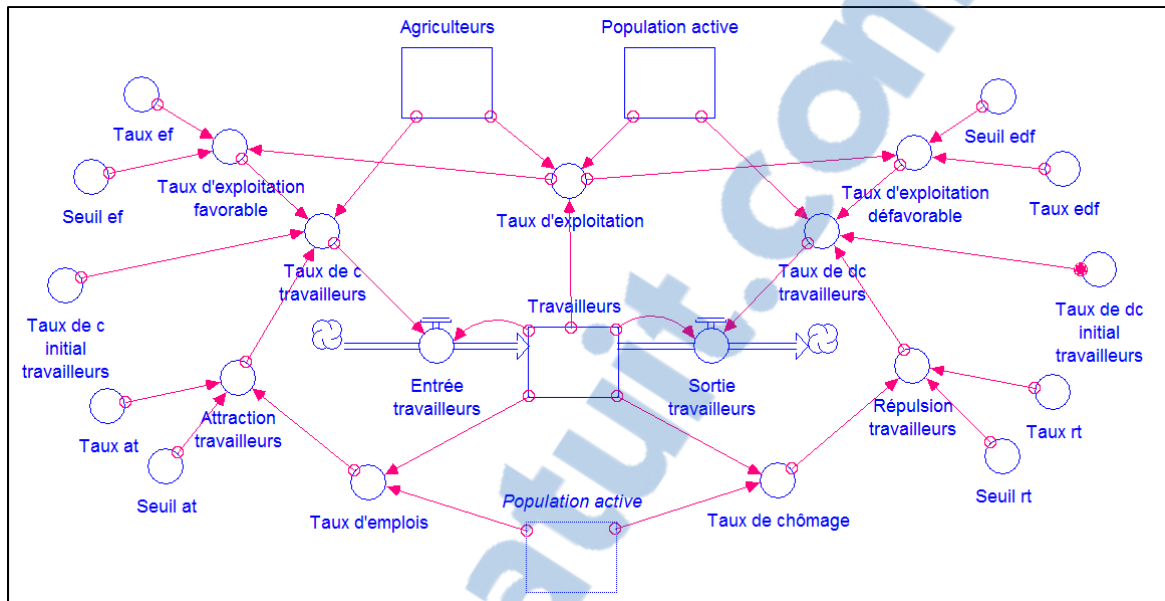 Agriculteurs
Population active
Taux ef
Seuil edf
Seuil ef
Taux d'exploitation
favorable
Taux d'exploitation
Taux d'exploitation
défavorable
Taux edf
Taux de c
travailleurs
Taux de dc
travailleurs
Taux de c
initial
travailleurs
Travailleurs
Taux de dc
initial
travailleurs
Entrée
travailleurs
Sortie
travailleurs
Attraction
travailleurs
Répulsion
travailleurs
Taux at
Taux rt
Seuil at
Seuil rt
Taux d'emplois
Population active
Taux de chômage
atuit.com